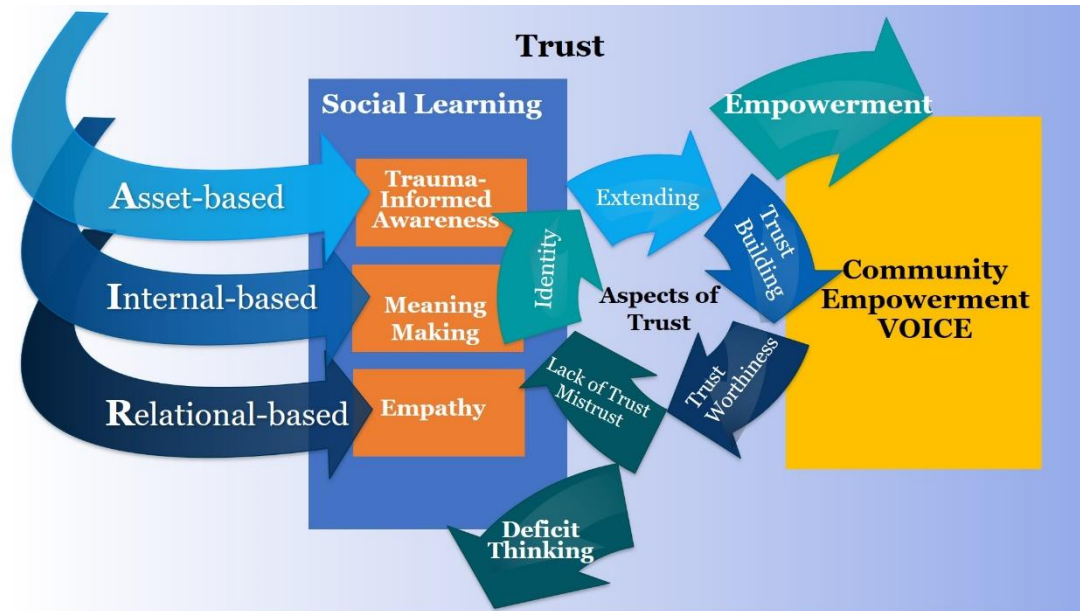 Trust
Social Learning
Asset-based
Internal-based
Relational-based
Trauma-
Informed
Awareness
Meaning
Making
Empathy
Identity
Extending
Empowerment
Trust
Building
Aspects of
Trust
Trust
Worthiness
Lack of Trust
Mistrust
Deficit
Thinking
Community
Empowerment
VOICE